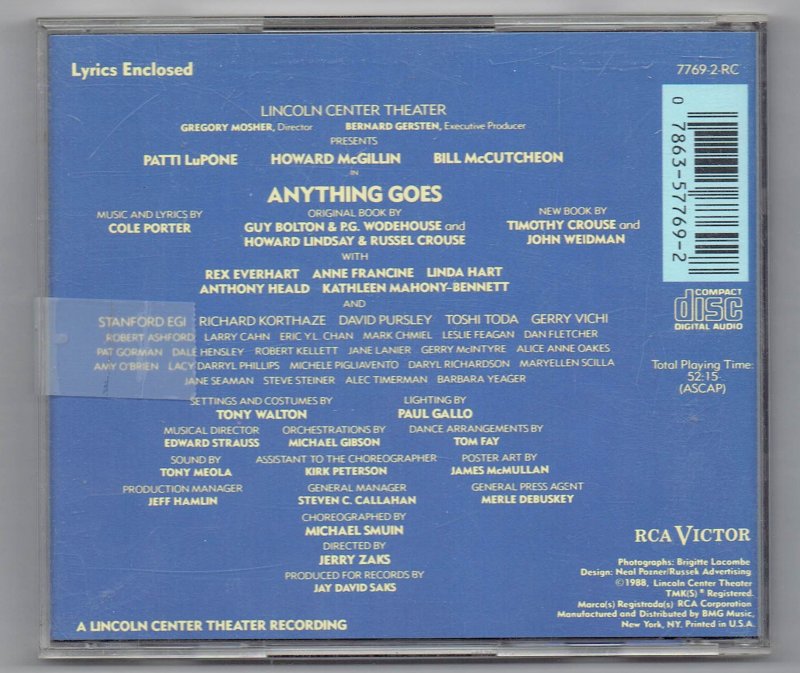 Lyrics Enclosed
7769-2-RC
LINCOLN CENTER THEATER
GREGORY MOSHER, Director BERNARD GERSTEN, Executive Producer
PRESENTS
PATTI LuPONE HOWARD McGILLIN BILL McCUTCHEON
in
ANYTHING GOES
MUSIC AND LYRICS BY
COLE PORTER
ORIGINAL BOOK BY
GUY BOLTON & P.G. WODEHOUSE and
HOWARD LINDSAY & RUSSEL CROUSE
NEW BOOK BY
TIMOTHY CROUSE and
JOHN WEIDMAN
WITH
REX EVERHART ANNE FRANCINE LINDA HART
ANTHONY HEALD KATHLEEN MAHONY-BENNETT
AND
STANFORD EGI RICHARD KORTHAZE DAVID PURSLEY TOSHI TODA GERRY VICHI
ROBERT ASHFORD LARRY CAHN ERIC Y.L. CHAN MARK CHMIEL LESLIE FEAGAN DAN FLETCHER
PAT GORMAN DALE HENSLEY ROBERT KELLETT JANE LANIER GERRY McINTYRE ALICE ANNE OAKES
AMY O'BRIEN LACY DARRYL PHILLIPS MICHELE PIGLIAVENTO DARYL RICHARDSON MARYELLEN SCILLA
JANE SEAMAN STEVE STEINER ALEC TIMERMAN BARBARA YEAGER
SETTINGS AND COSTUMES BY
TONY WALTON
LIGHTING BY
PAUL GALLO
MUSICAL DIRECTOR
EDWARD STRAUSS
ORCHESTRATIONS BY
MICHAEL GIBSON
DANCE ARRANGEMENTS BY
TOM FAY
SOUND BY
TONY MEOLA
ASSISTANT TO THE CHOREOGRAPHER
KIRK PETERSON
POSTER ART BY
JAMES McMULLAN
PRODUCTION MANAGER
JEFF HAMLIN
GENERAL MANAGER
STEVEN C. CALLAHAN
GENERAL PRESS AGENT
MERLE DEBUSKEY
CHOREOGRAPHED BY
MICHAEL SMUIN
DIRECTED BY
JERRY ZAKS
PRODUCED FOR RECORDS BY
JAY DAVID SAKS
A LINCOLN CENTER THEATER RECORDING
0 7863-57769-2
COMPACT
disc
DIGITAL AUDIO
Total Playing Time:
52:15
(ASCAP)
RCA VICTOR
Photographs: Brigitte Lacombe
Design: Neal Pozner/Russek Advertising
©1988, Lincoln Center Theater
TMK(S) ® Registered.
Marca(s) Registrada(s) RCA Corporation
Manufactured and Distributed by BMG Music,
New York, NY. Printed in U.S.A.